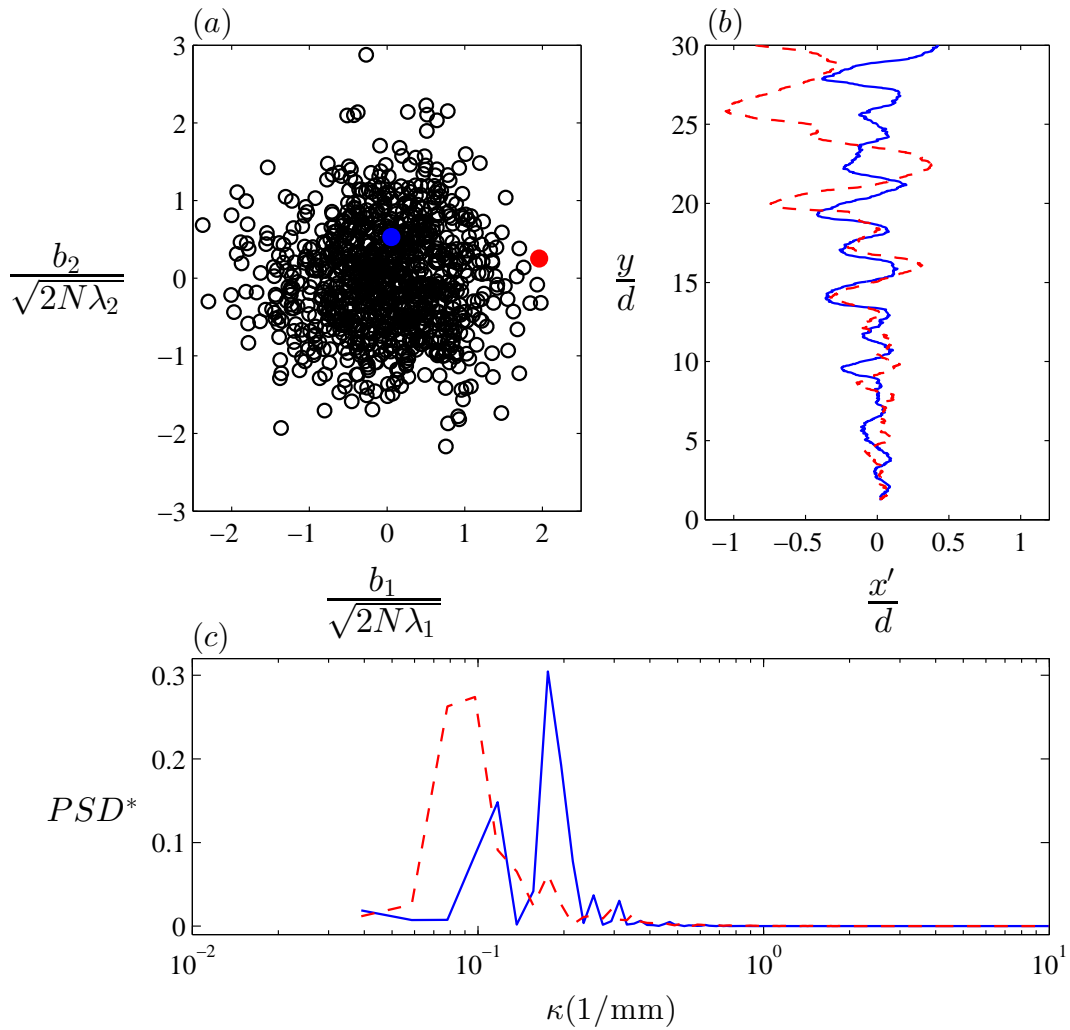 (a)
3
2
1
0
−1
−2
−3
−2 −1 0 1 2
b₂
√2Nλ₂
b₁
√2Nλ₁
(b)
30
25
20
15
10
5
0
−1 −0.5 0 0.5 1
y
d
x′
d
(c)
0.3
0.2
0.1
0
PSD*
10⁻² 10⁻¹ 10⁰ 10¹
κ(1/mm)